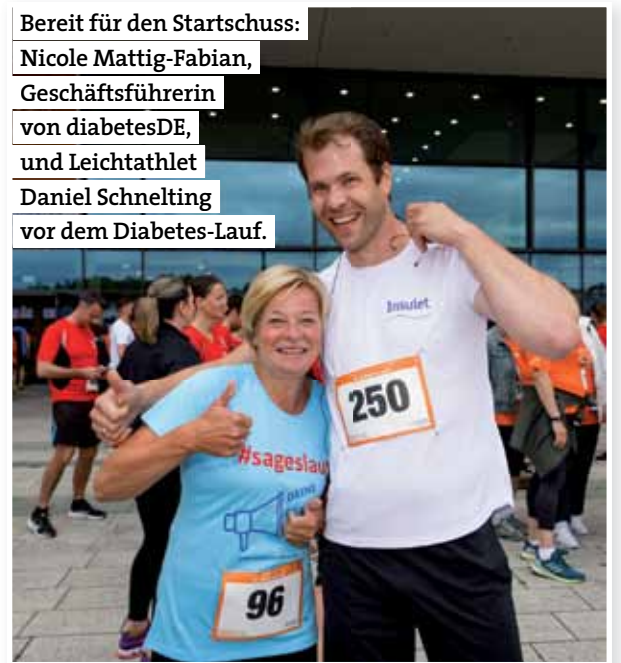 Bereit für den Startschuss:
Nicole Mattig-Fabian,
Geschäftsführerin
von diabetesDE,
und Leichtathlet
Daniel Schnelting
vor dem Diabetes-Lauf.
Insulet
250
#sageslau
96